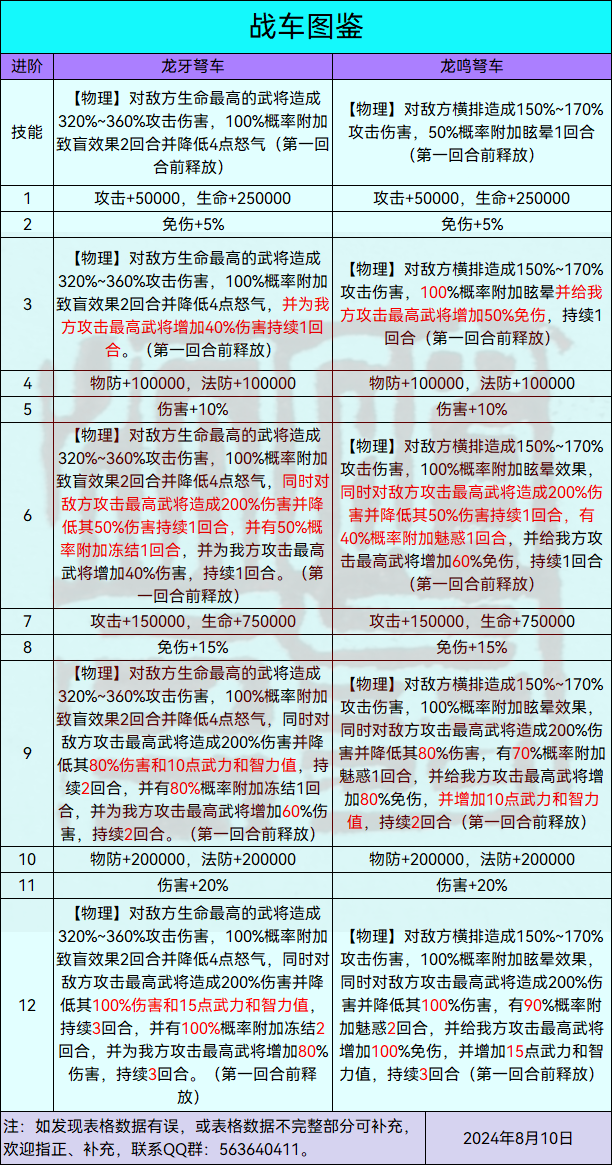 战车图鉴
进阶 龙牙弩车 龙鸣弩车
技能
【物理】对敌方生命最高的武将造成
320%~360%攻击伤害，100%概率附加
致盲效果2回合并降低4点怒气（第一回
合前释放）
【物理】对敌方横排造成150%~170%
攻击伤害，50%概率附加眩晕1回合
（第一回合前释放）
1 攻击+50000，生命+250000 攻击+50000，生命+250000
2 免伤+5% 免伤+5%
3
【物理】对敌方生命最高的武将造成
320%~360%攻击伤害，100%概率附加
致盲效果2回合并降低4点怒气，并为我
方攻击最高武将增加40%伤害持续1回
合。（第一回合前释放）
【物理】对敌方横排造成150%~170%
攻击伤害，100%概率附加眩晕并给我
方攻击最高武将增加50%免伤，持续1
回合（第一回合前释放）
4 物防+100000，法防+100000 物防+100000，法防+100000
5 伤害+10% 伤害+10%
6
【物理】对敌方生命最高的武将造成
320%~360%攻击伤害，100%概率附加
致盲效果2回合并降低4点怒气，同时对
敌方攻击最高武将造成200%伤害并降
低其50%伤害持续1回合，并有50%概
率附加冻结1回合，并为我方攻击最高
武将增加40%伤害，持续1回合。（第
一回合前释放）
【物理】对敌方横排造成150%~170%
攻击伤害，100%概率附加眩晕效果，
同时对敌方攻击最高武将造成200%伤
害并降低其50%伤害持续1回合，有
40%概率附加魅惑1回合，并给我方攻
击最高武将增加60%免伤，持续1回合
（第一回合前释放）
7 攻击+150000，生命+750000 攻击+150000，生命+750000
8 免伤+15% 免伤+15%
9
【物理】对敌方生命最高的武将造成
320%~360%攻击伤害，100%概率附加
致盲效果2回合并降低4点怒气，同时对
敌方攻击最高武将造成200%伤害并降
低其80%伤害和10点武力和智力值，持
续2回合，并有80%概率附加冻结1回
合，并为我方攻击最高武将增加60%伤
害，持续2回合。（第一回合前释放）
【物理】对敌方横排造成150%~170%
攻击伤害，100%概率附加眩晕效果，
同时对敌方攻击最高武将造成200%伤
害并降低其80%伤害，有70%概率附加
魅惑1回合，并给我方攻击最高武将增
加80%免伤，并增加10点武力和智力
值，持续2回合（第一回合前释放）
10 物防+200000，法防+200000 物防+200000，法防+200000
11 伤害+20% 伤害+20%
12
【物理】对敌方生命最高的武将造成
320%~360%攻击伤害，100%概率附加
致盲效果2回合并降低4点怒气，同时对
敌方攻击最高武将造成200%伤害并降
低其100%伤害和15点武力和智力值，
持续3回合，并有100%概率附加冻结2
回合，并为我方攻击最高武将增加80%
伤害，持续3回合。（第一回合前释
放）
【物理】对敌方横排造成150%~170%
攻击伤害，100%概率附加眩晕效果，
同时对敌方攻击最高武将造成200%伤
害并降低其100%伤害，有90%概率附
加魅惑2回合，并给我方攻击最高武将
增加100%免伤，并增加15点武力和智
力值，持续3回合（第一回合前释放）
注：如发现表格数据有误，或表格数据不完整部分可补充，
欢迎指正、补充，联系QQ群：563640411。
2024年8月10日